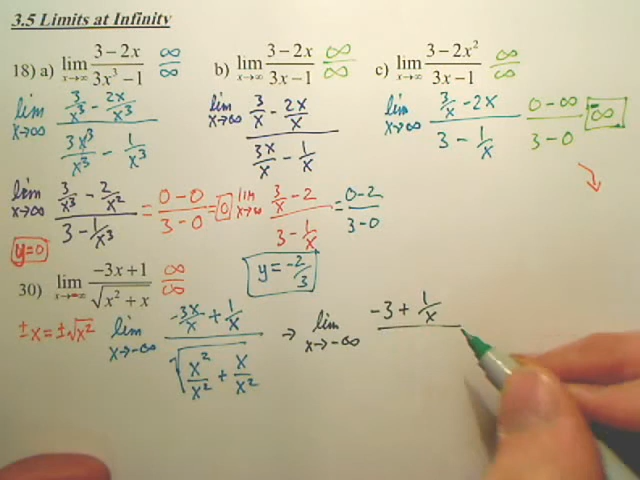 3.5 Limits at Infinity
18) a) lim x→∞ (3 − 2x)/(3x³ − 1) ∞/∞
b) lim x→∞ (3 − 2x)/(3x − 1) ∞/∞
c) lim x→∞ (3 − 2x²)/(3x − 1) ∞/∞
lim x→∞ (3/x³ − 2x/x³)/(3x³/x³ − 1/x³)
lim x→∞ (3/x − 2x/x)/(3x/x − 1/x)
lim x→∞ (3/x − 2x)/(3 − 1/x) (0 − ∞)/(3 − 0) −∞
lim x→∞ (3/x³ − 2/x²)/(3 − 1/x³) = (0 − 0)/(3 − 0) = 0
lim x→∞ (3/x − 2)/(3 − 1/x) = (0 − 2)/(3 − 0)
y = 0
y = −2/3
30) lim x→−∞ (−3x + 1)/√(x² + x) ∞/∞
±x = ±√x²
lim x→−∞ (−3x/x + 1/x)/√(x²/x² + x/x²) → lim x→−∞ −3 + 1/x